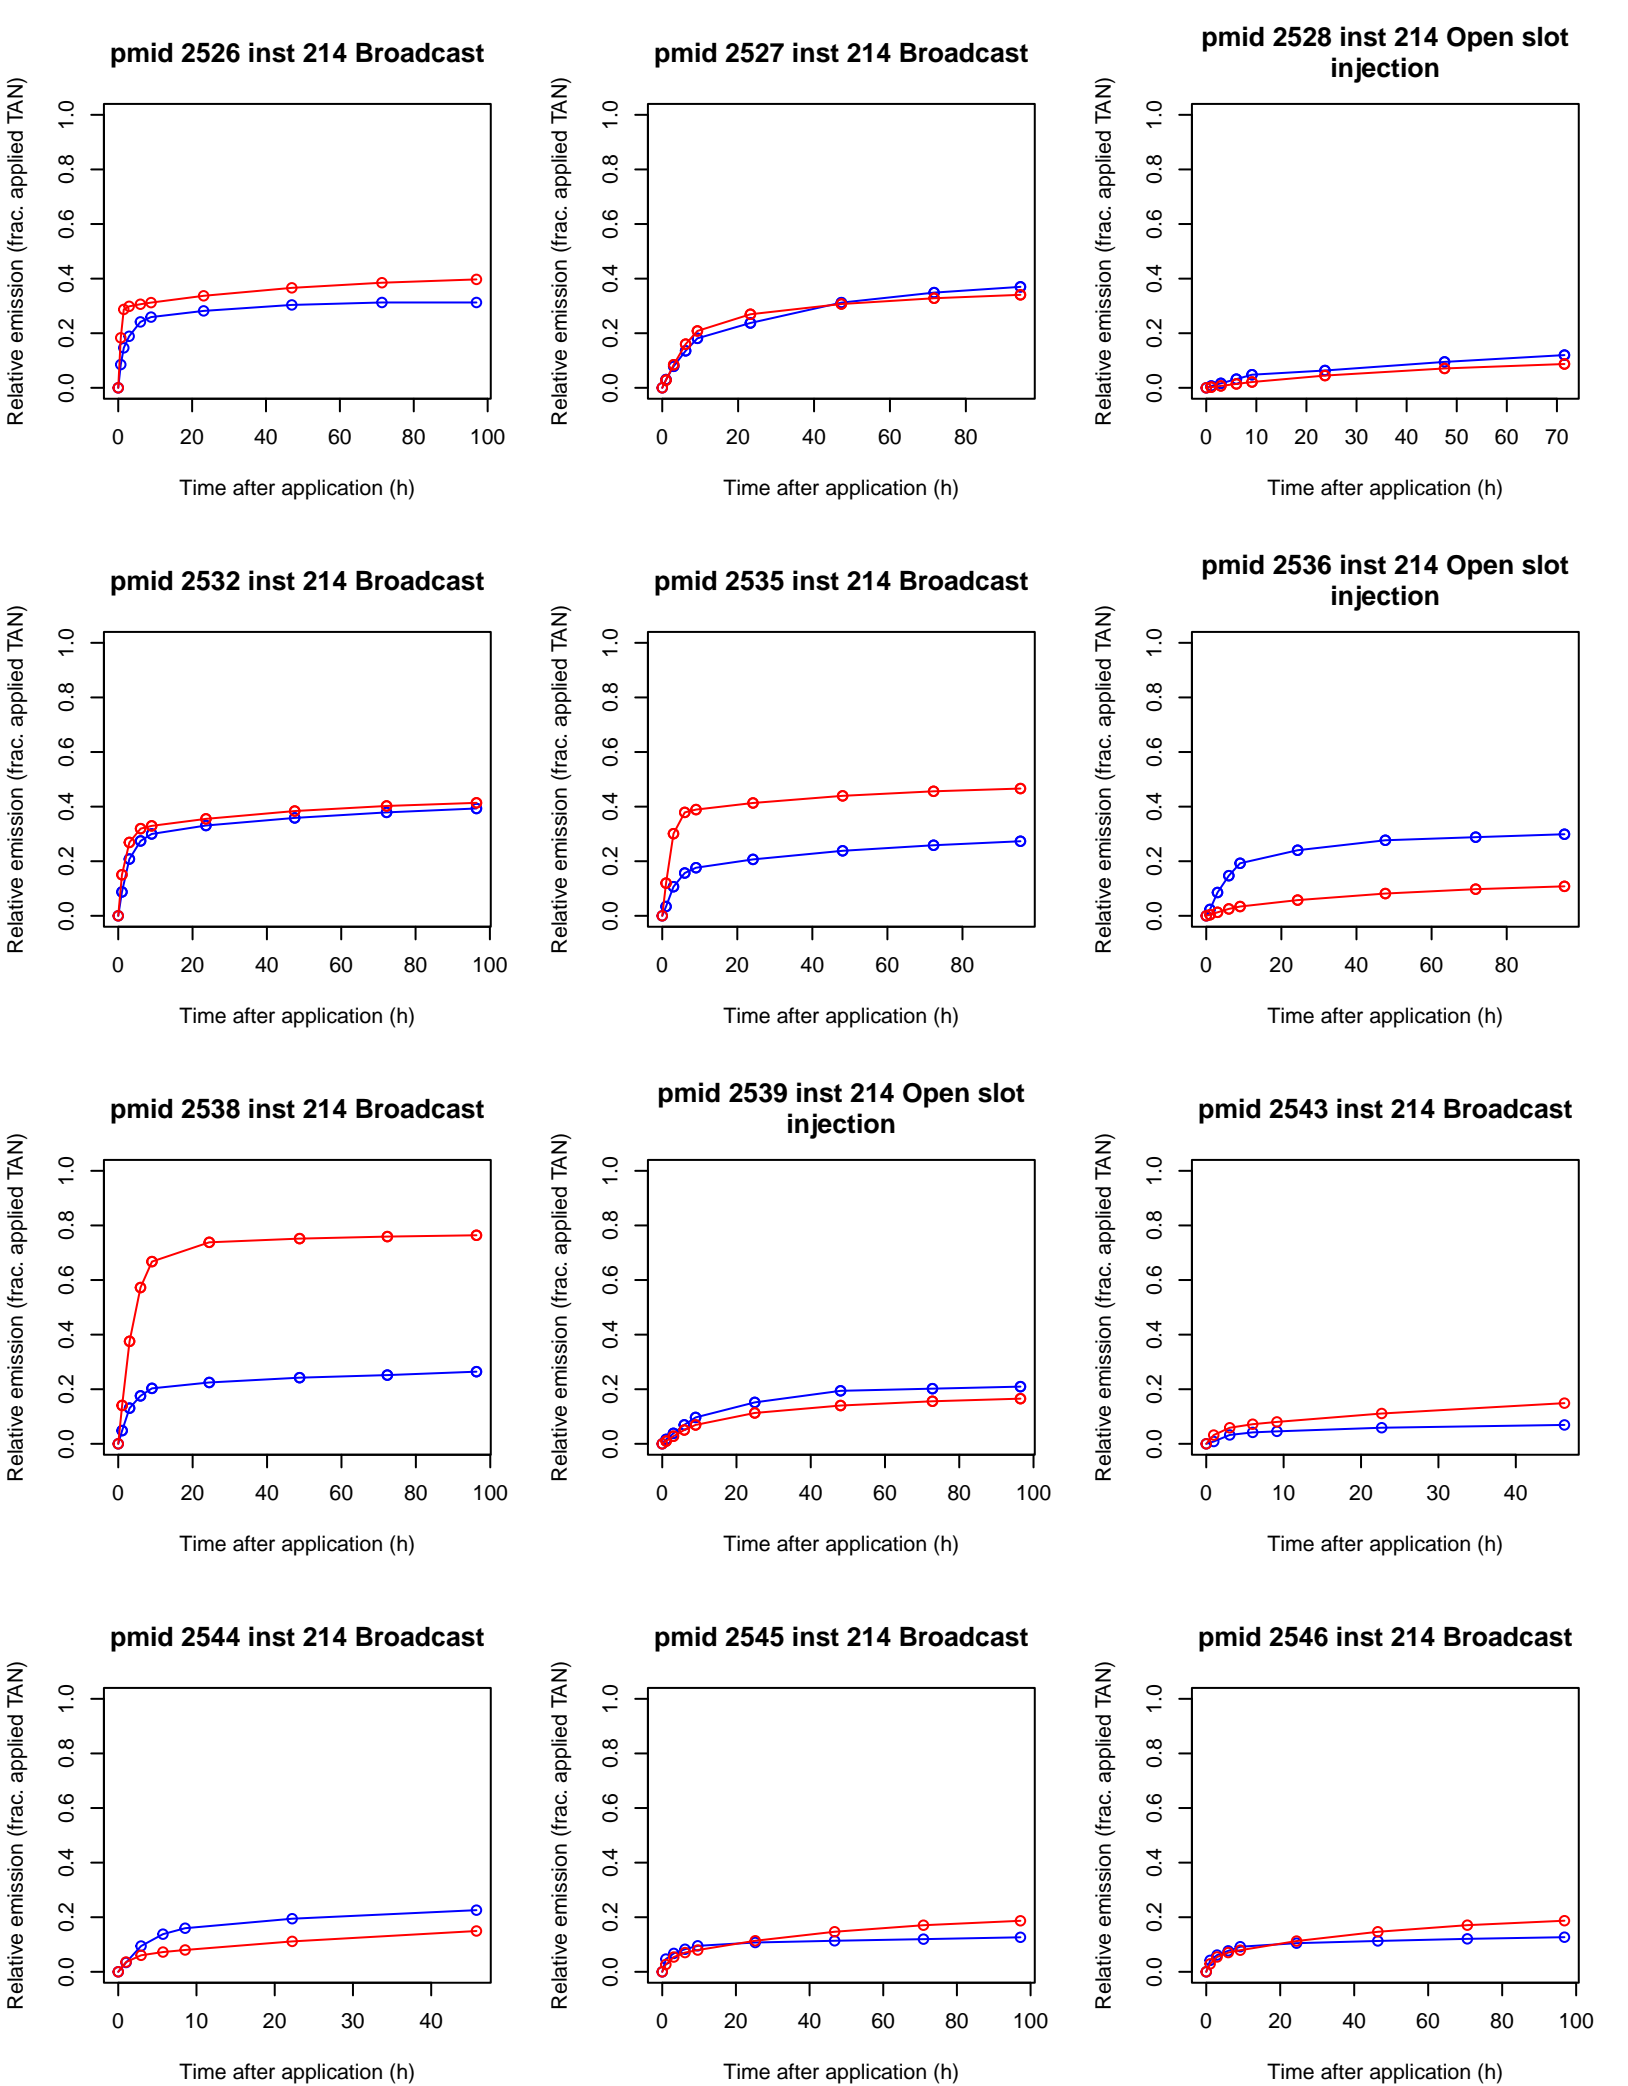 pmid 2526 inst 214 Broadcast
Relative emission (frac. applied TAN)
0.0 0.2 0.4 0.6 0.8 1.0
0 20 40 60 80 100
Time after application (h)
pmid 2527 inst 214 Broadcast
Relative emission (frac. applied TAN)
0.0 0.2 0.4 0.6 0.8 1.0
0 20 40 60 80
Time after application (h)
pmid 2528 inst 214 Open slot
injection
Relative emission (frac. applied TAN)
0.0 0.2 0.4 0.6 0.8 1.0
0 10 20 30 40 50 60 70
Time after application (h)
pmid 2532 inst 214 Broadcast
Relative emission (frac. applied TAN)
0.0 0.2 0.4 0.6 0.8 1.0
0 20 40 60 80 100
Time after application (h)
pmid 2535 inst 214 Broadcast
Relative emission (frac. applied TAN)
0.0 0.2 0.4 0.6 0.8 1.0
0 20 40 60 80
Time after application (h)
pmid 2536 inst 214 Open slot
injection
Relative emission (frac. applied TAN)
0.0 0.2 0.4 0.6 0.8 1.0
0 20 40 60 80
Time after application (h)
pmid 2538 inst 214 Broadcast
Relative emission (frac. applied TAN)
0.0 0.2 0.4 0.6 0.8 1.0
0 20 40 60 80 100
Time after application (h)
pmid 2539 inst 214 Open slot
injection
Relative emission (frac. applied TAN)
0.0 0.2 0.4 0.6 0.8 1.0
0 20 40 60 80 100
Time after application (h)
pmid 2543 inst 214 Broadcast
Relative emission (frac. applied TAN)
0.0 0.2 0.4 0.6 0.8 1.0
0 10 20 30 40
Time after application (h)
pmid 2544 inst 214 Broadcast
Relative emission (frac. applied TAN)
0.0 0.2 0.4 0.6 0.8 1.0
0 10 20 30 40
Time after application (h)
pmid 2545 inst 214 Broadcast
Relative emission (frac. applied TAN)
0.0 0.2 0.4 0.6 0.8 1.0
0 20 40 60 80 100
Time after application (h)
pmid 2546 inst 214 Broadcast
Relative emission (frac. applied TAN)
0.0 0.2 0.4 0.6 0.8 1.0
0 20 40 60 80 100
Time after application (h)